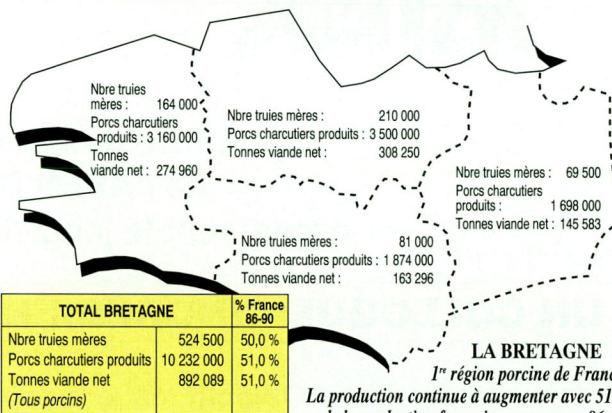 Nbre truies
mères : 164 000
Porcs charcutiers
produits : 3 160 000
Tonnes
viande net : 274 960
Nbre truies mères : 210 000
Porcs charcutiers produits : 3 500 000
Tonnes viande net : 308 250
Nbre truies mères : 69 500
Porcs charcutiers
produits : 1 698 000
Tonnes viande net : 145 583
Nbre truies mères : 81 000
Porcs charcutiers produits : 1 874 000
Tonnes viande net : 163 296
TOTAL BRETAGNE % France 86-90
Nbre truies mères 524 500 50,0 %
Porcs charcutiers produits 10 232 000 51,0 %
Tonnes viande net 892 089 51,0 %
(Tous porcins)
LA BRETAGNE
1re région porcine de Franc
La production continue à augmenter avec 51